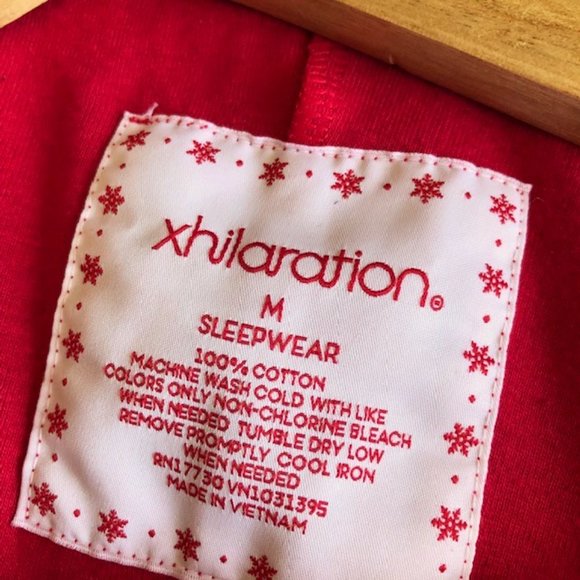 xhilaration®
M
SLEEPWEAR
100% COTTON
MACHINE WASH COLD WITH LIKE
COLORS ONLY NON-CHLORINE BLEACH
WHEN NEEDED TUMBLE DRY LOW
REMOVE PROMPTLY COOL IRON
WHEN NEEDED
RN17730 VN1031395
MADE IN VIETNAM